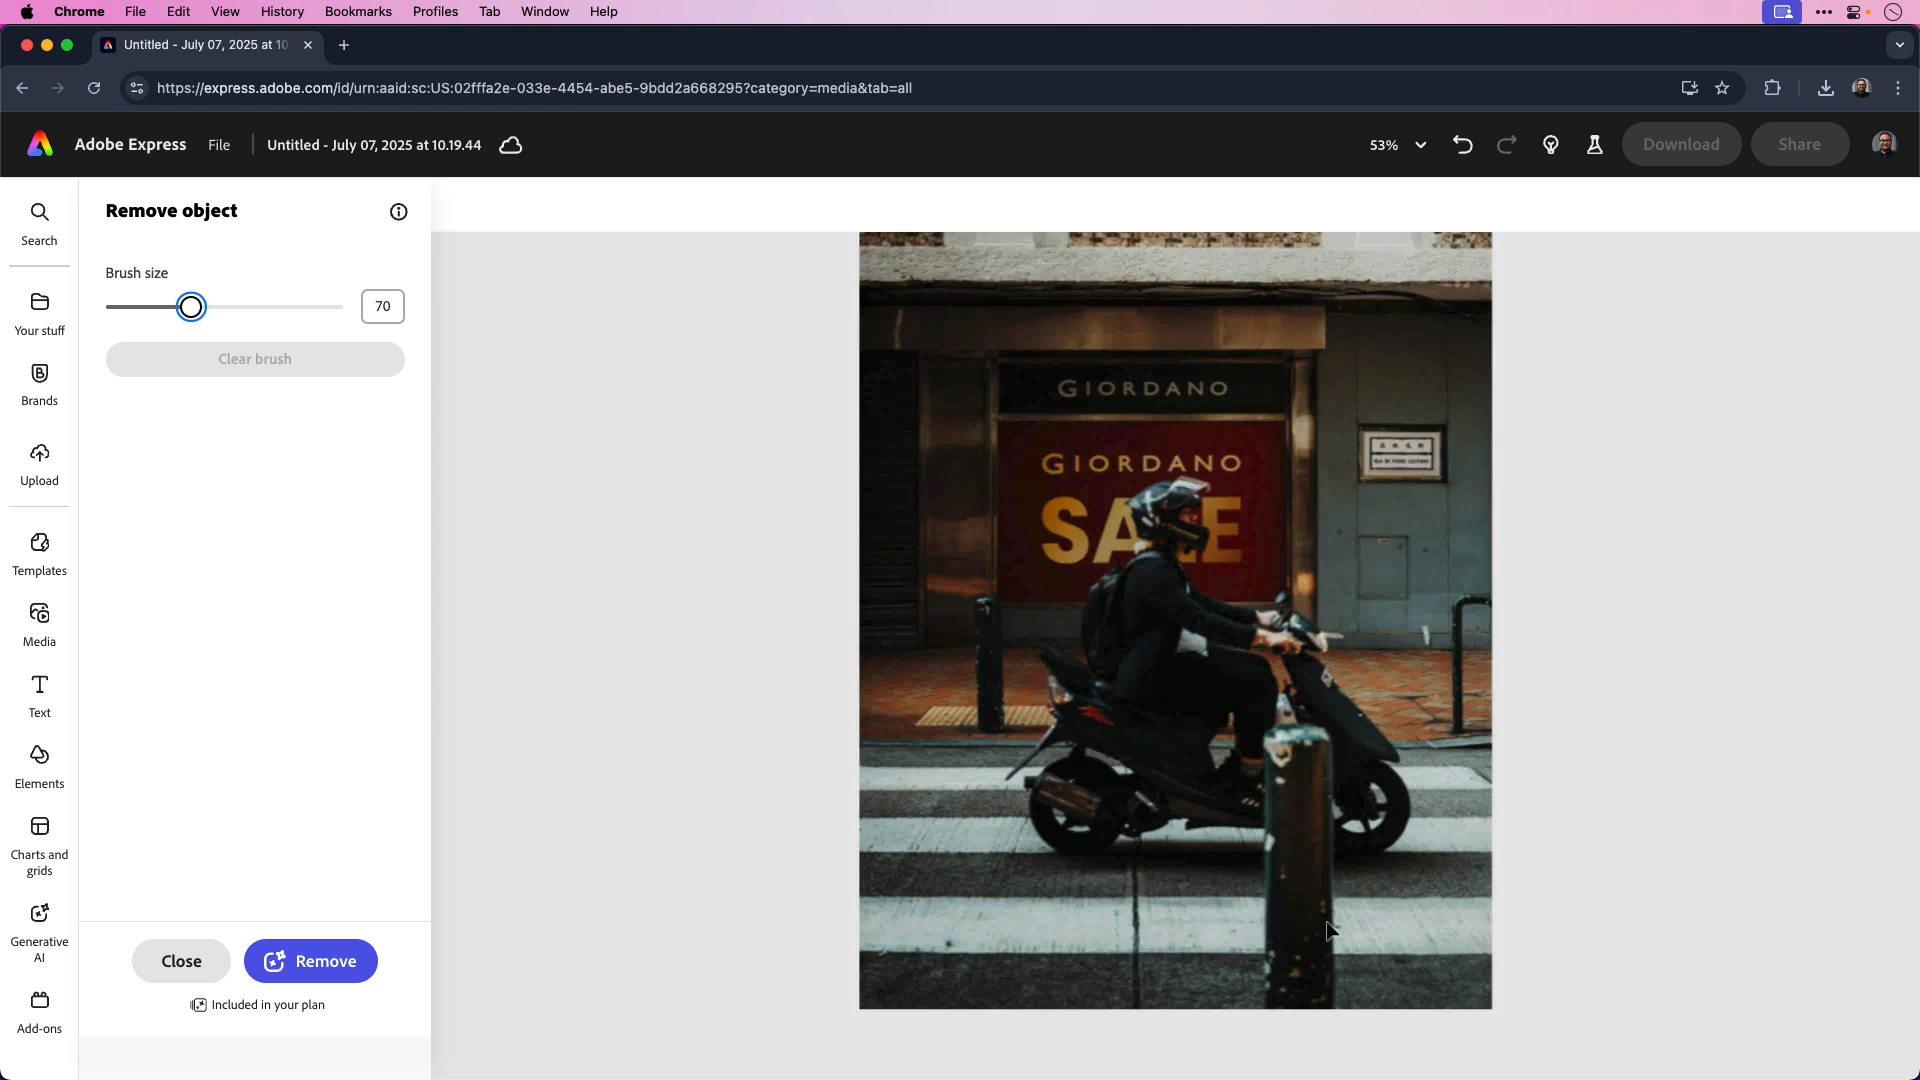 Chrome File Edit View History Bookmarks Profiles Tab Window Help
Untitled - July 07, 2025 at 10
https://express.adobe.com/id/urn:aaid:sc:US:02fffa2e-033e-4454-abe5-9bdd2a668295?category=media&tab=all
Adobe Express File Untitled - July 07, 2025 at 10.19.44 53% Download Share
Search
Your stuff
Brands
Upload
Templates
Media
Text
Elements
Charts and
grids
Generative
AI
Add-ons
Remove object
Brush size
70
Clear brush
Close Remove
Included in your plan
GIORDANO
GIORDANO
SALE